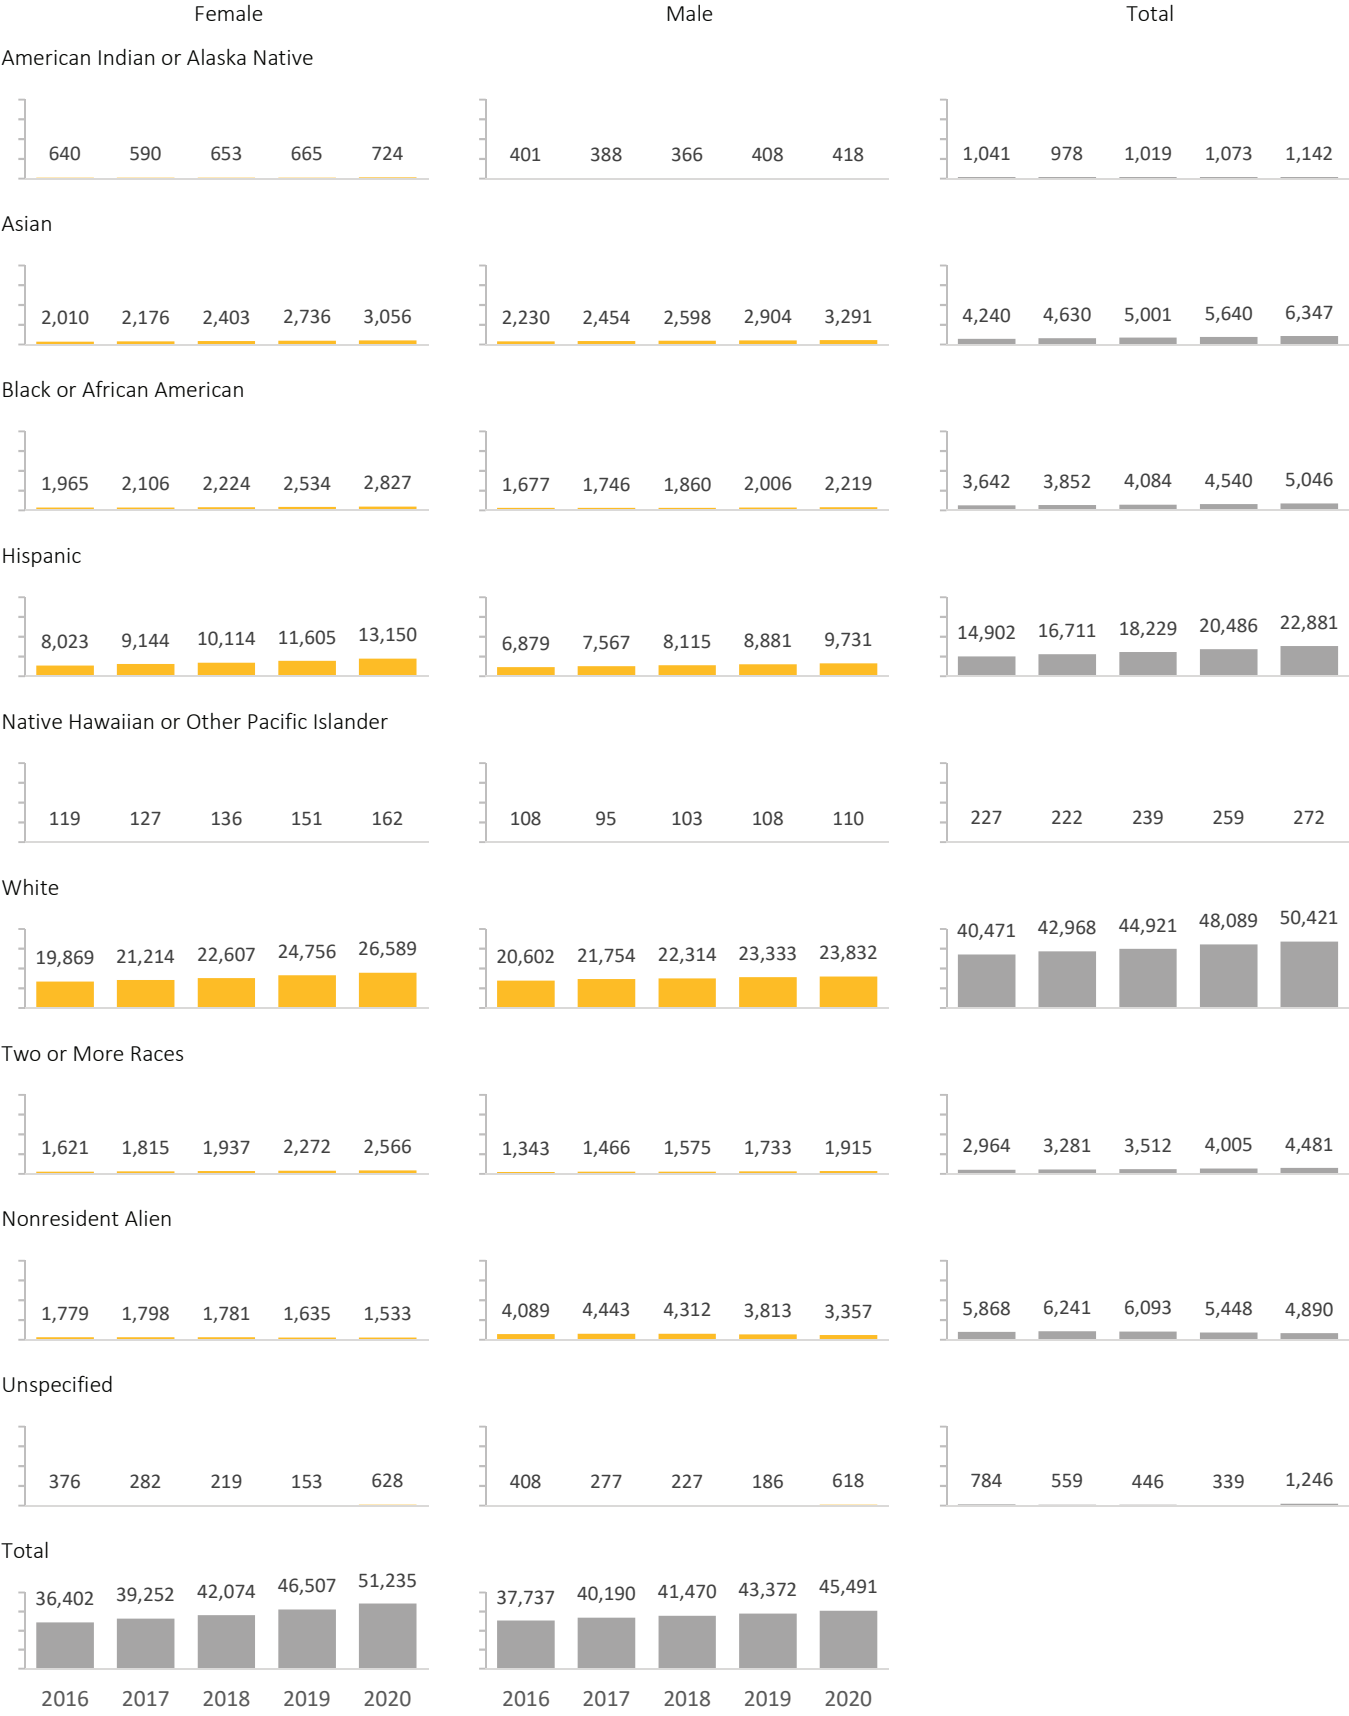 Female Male Total
American Indian or Alaska Native
640 590 653 665 724 401 388 366 408 418 1,041 978 1,019 1,073 1,142
Asian
2,010 2,176 2,403 2,736 3,056 2,230 2,454 2,598 2,904 3,291 4,240 4,630 5,001 5,640 6,347
Black or African American
1,965 2,106 2,224 2,534 2,827 1,677 1,746 1,860 2,006 2,219 3,642 3,852 4,084 4,540 5,046
Hispanic
8,023 9,144 10,114 11,605 13,150 6,879 7,567 8,115 8,881 9,731 14,902 16,711 18,229 20,486 22,881
Native Hawaiian or Other Pacific Islander
119 127 136 151 162 108 95 103 108 110 227 222 239 259 272
White
19,869 21,214 22,607 24,756 26,589 20,602 21,754 22,314 23,333 23,832 40,471 42,968 44,921 48,089 50,421
Two or More Races
1,621 1,815 1,937 2,272 2,566 1,343 1,466 1,575 1,733 1,915 2,964 3,281 3,512 4,005 4,481
Nonresident Alien
1,779 1,798 1,781 1,635 1,533 4,089 4,443 4,312 3,813 3,357 5,868 6,241 6,093 5,448 4,890
Unspecified
376 282 219 153 628 408 277 227 186 618 784 559 446 339 1,246
Total
36,402 39,252 42,074 46,507 51,235 37,737 40,190 41,470 43,372 45,491
2016 2017 2018 2019 2020 2016 2017 2018 2019 2020